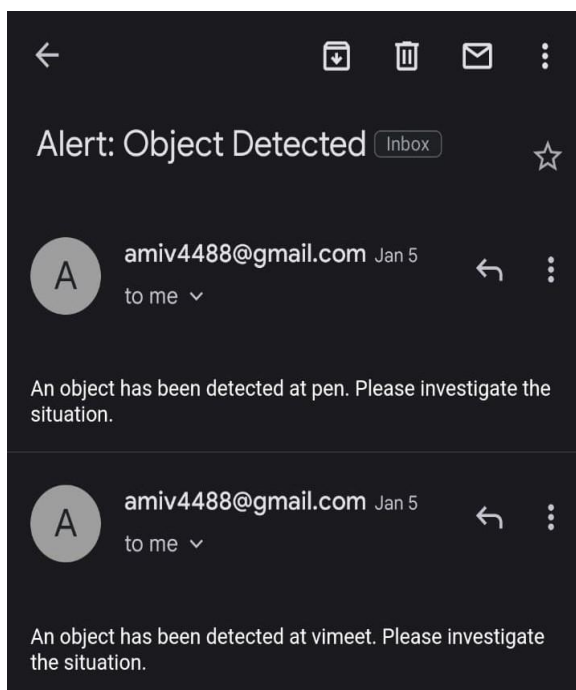 Alert: Object Detected Inbox
A
amiv4488@gmail.com Jan 5
to me
An object has been detected at pen. Please investigate the
situation.
A
amiv4488@gmail.com Jan 5
to me
An object has been detected at vimeet. Please investigate
the situation.